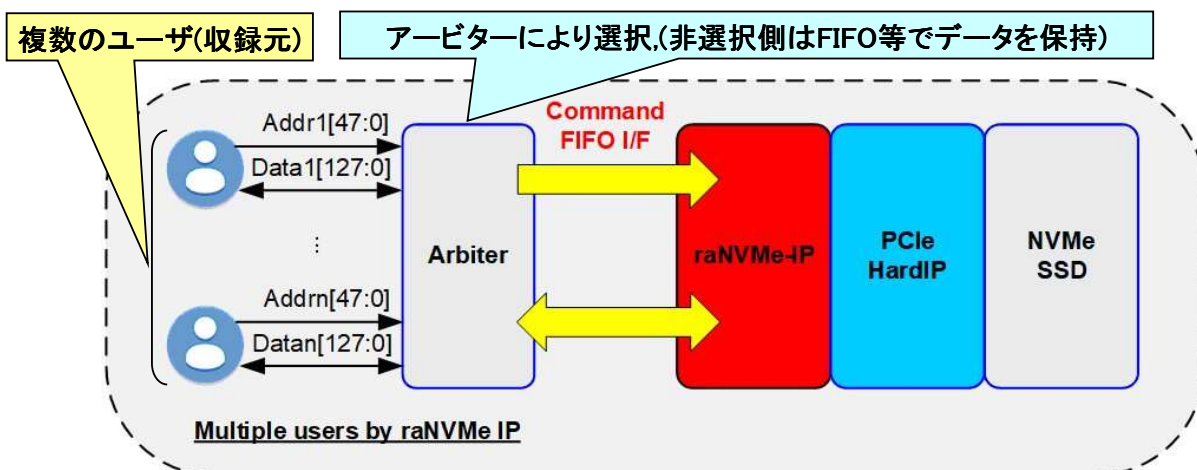 複数のユーザ(収録元)
アービターにより選択,(非選択側はFIFO等でデータを保持)
Addr1[47:0]
Data1[127:0]
⋮
Addrn[47:0]
Datan[127:0]
Arbiter
Command
FIFO I/F
raNVMe-IP
PCIe
HardIP
NVMe
SSD
Multiple users by raNVMe IP